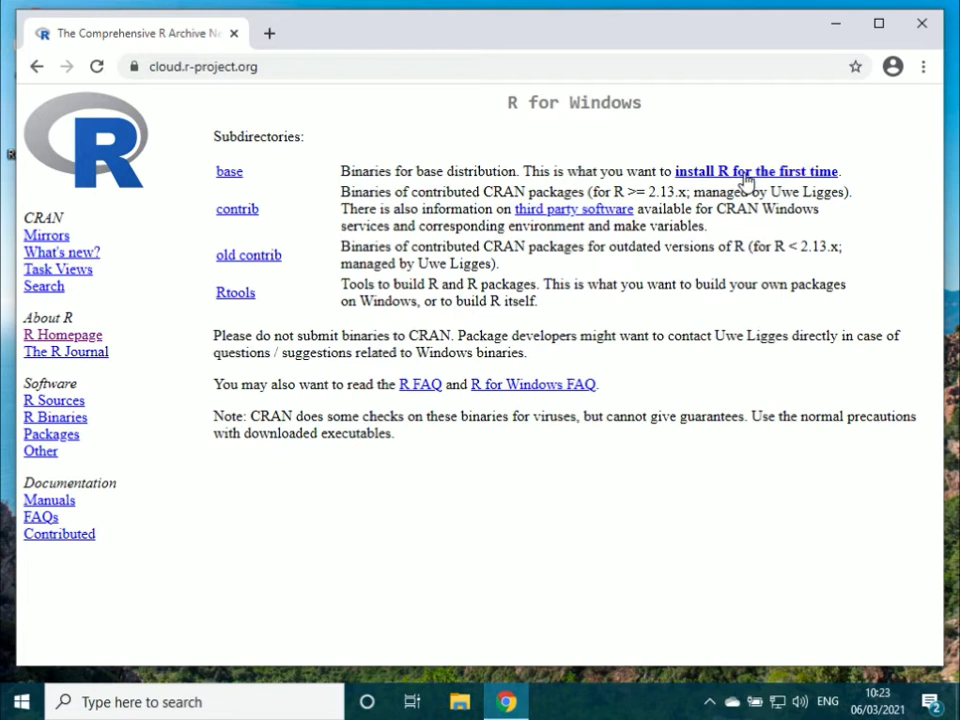 The Comprehensive R Archive Ne
cloud.r-project.org
R for Windows
Subdirectories:
base Binaries for base distribution. This is what you want to install R for the first time.
Binaries of contributed CRAN packages (for R >= 2.13.x; managed by Uwe Ligges).
contrib There is also information on third party software available for CRAN Windows
services and corresponding environment and make variables.
old contrib Binaries of contributed CRAN packages for outdated versions of R (for R < 2.13.x;
managed by Uwe Ligges).
Rtools Tools to build R and R packages. This is what you want to build your own packages
on Windows, or to build R itself.
Please do not submit binaries to CRAN. Package developers might want to contact Uwe Ligges directly in case of
questions / suggestions related to Windows binaries.
You may also want to read the R FAQ and R for Windows FAQ.
Note: CRAN does some checks on these binaries for viruses, but cannot give guarantees. Use the normal precautions
with downloaded executables.
R
CRAN
Mirrors
What's new?
Task Views
Search
About R
R Homepage
The R Journal
Software
R Sources
R Binaries
Packages
Other
Documentation
Manuals
FAQs
Contributed
Type here to search
ENG
10:23
06/03/2021
2